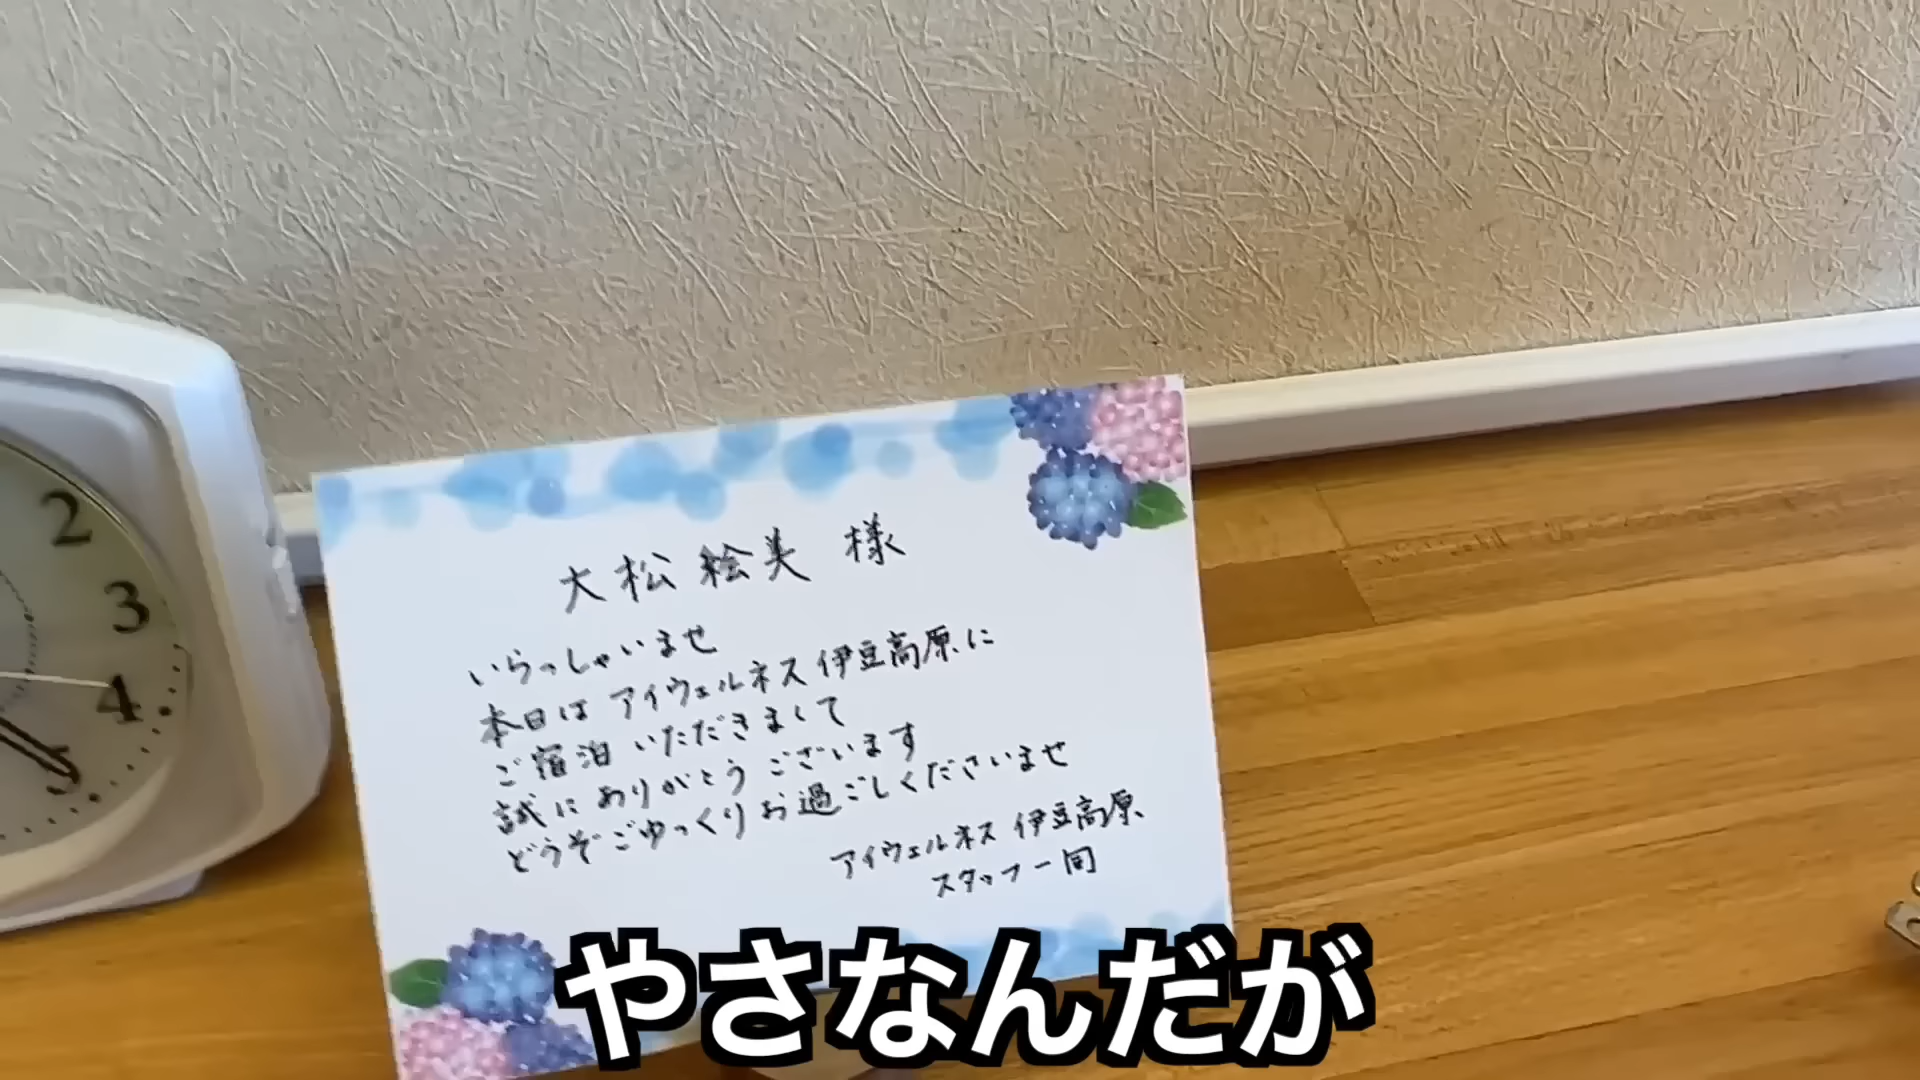 大松絵美 様
いらっしゃいませ
本日は アイウェルネス伊豆高原に
ご宿泊いただきまして
誠に ありがとうございます
どうぞごゆっくりお過ごしくださいませ
アイウェルネス 伊豆高原
スタッフ一同
2
3
4
5
やさなんだが